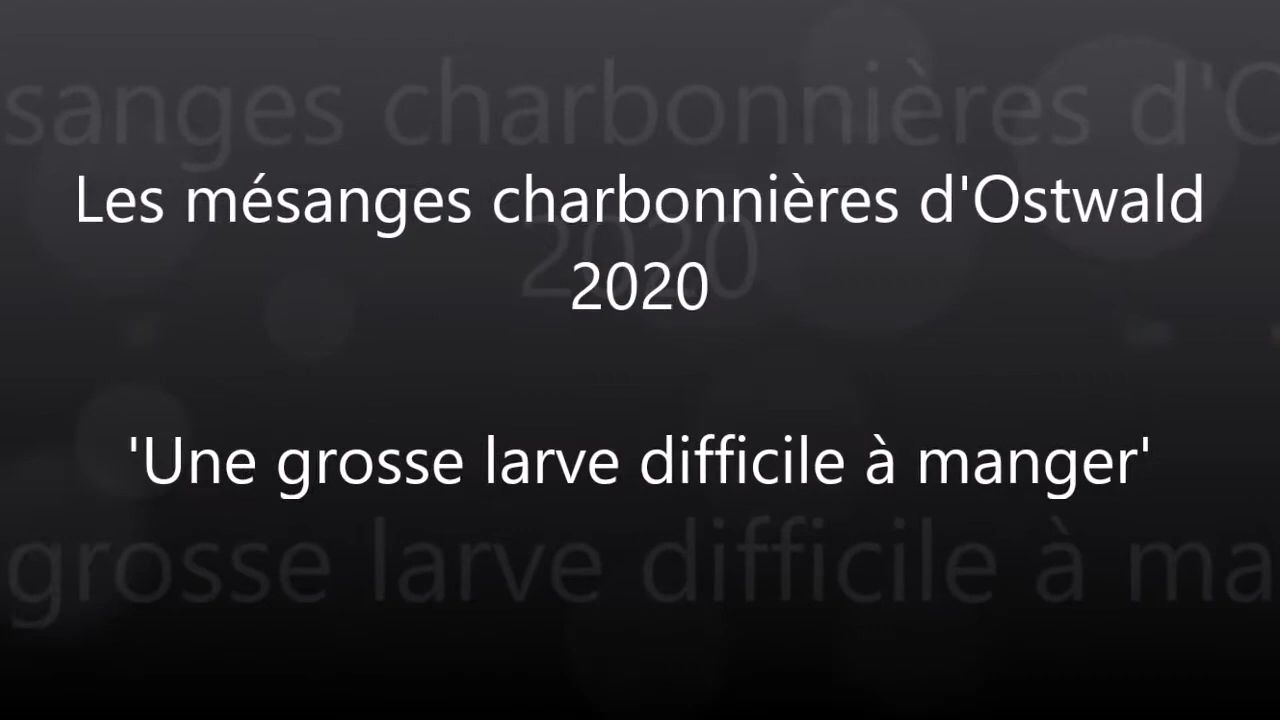 Les mésanges charbonnières d'Ostwald
2020
'Une grosse larve difficile à manger'